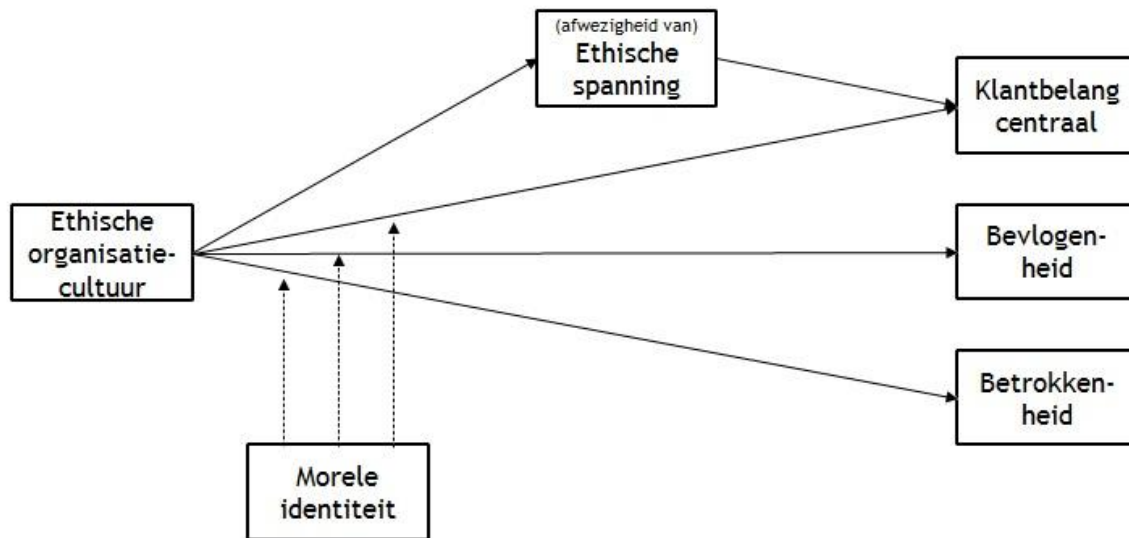 (afwezigheid van)
Ethische
spanning
Klantbelang
centraal
Ethische
organisatie-
cultuur
Bevlogen-
heid
Betrokken-
heid
Morele
identiteit